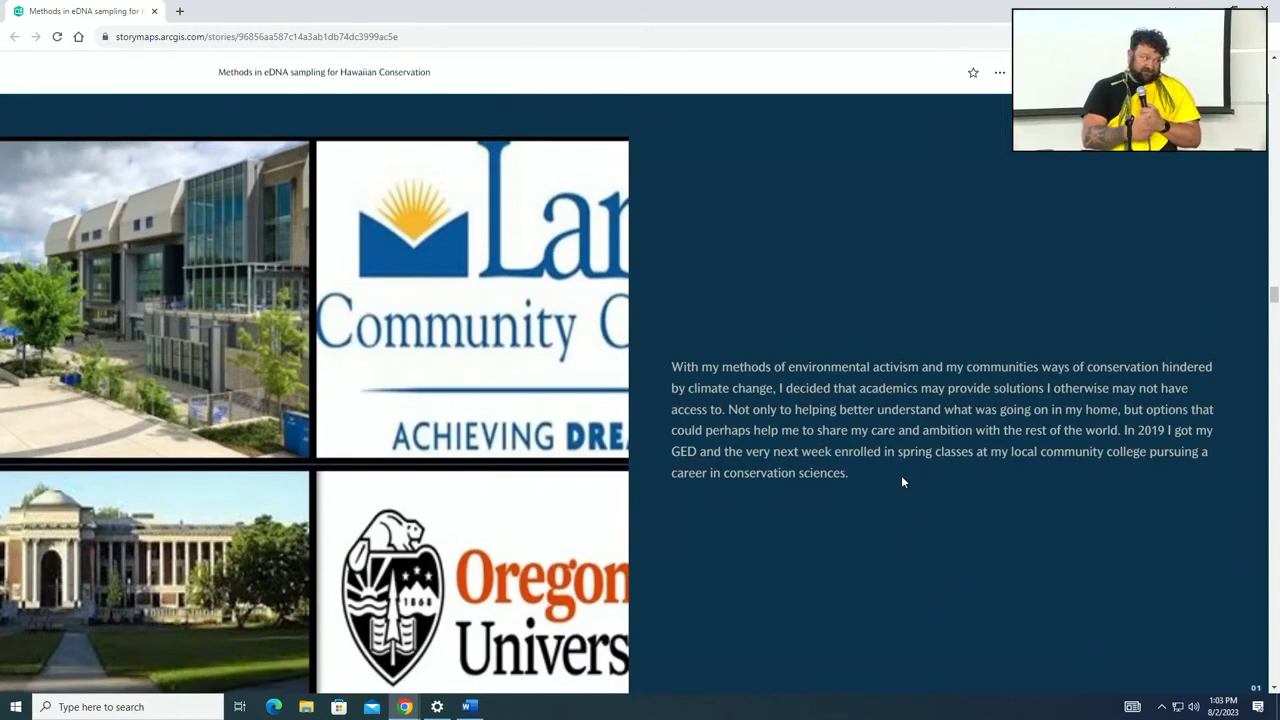 Methods in eDNA sampling for H
storymaps.arcgis.com/stories/96856aa587c14a3ab1db74dc3999ac5e
Methods in eDNA sampling for Hawaiian Conservation
Lan
Community C
ACHIEVING DRE
Oregon
Univers
1868
With my methods of environmental activism and my communities ways of conservation hindered
by climate change, I decided that academics may provide solutions I otherwise may not have
access to. Not only to helping better understand what was going on in my home, but options that
could perhaps help me to share my care and ambition with the rest of the world. In 2019 I got my
GED and the very next week enrolled in spring classes at my local community college pursuing a
career in conservation sciences.
01
Type here to search
1:03 PM
8/2/2023